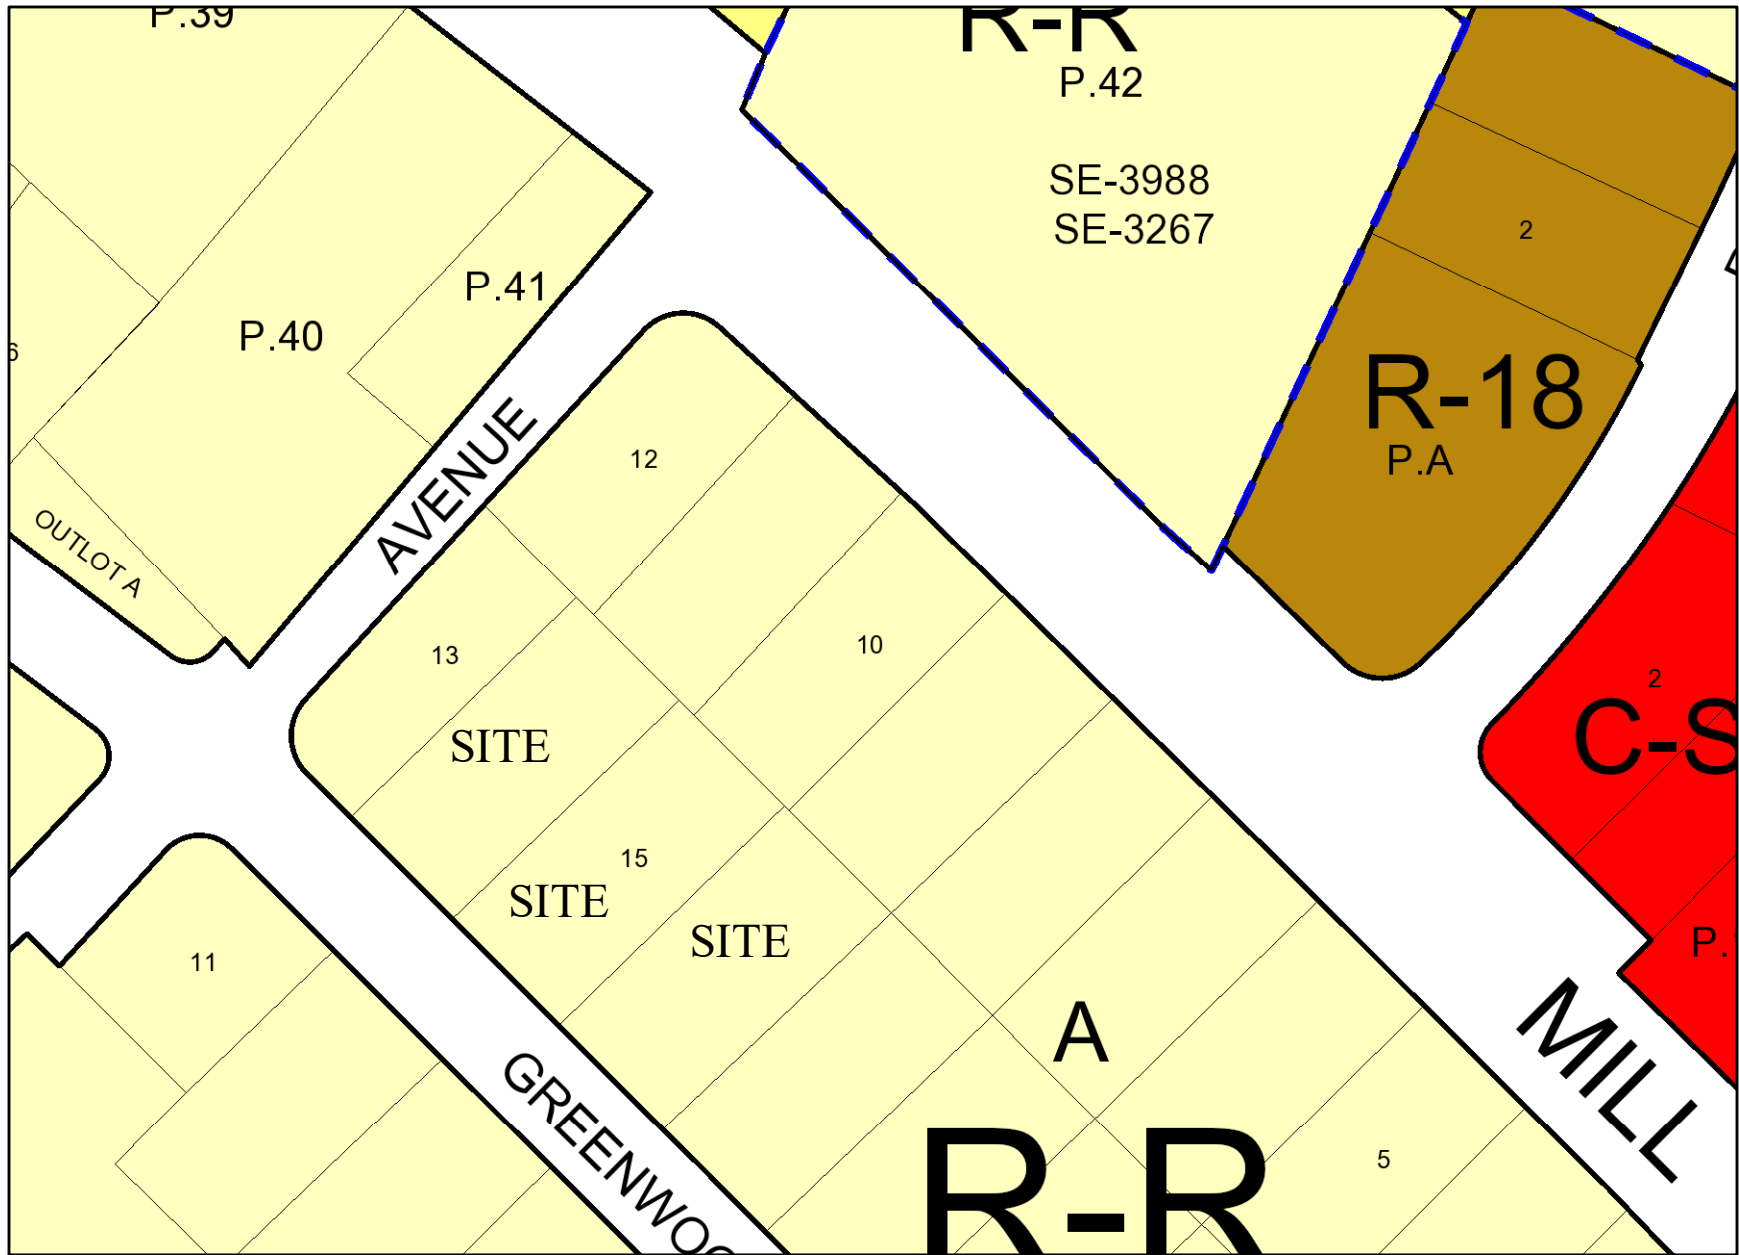 P.39
R-R
P.42
SE-3988
SE-3267
2
P.41
P.40
6
R-18
P.A
AVENUE
12
OUTLOT A
10
13
2
C-S
SITE
15
SITE
SITE
P.
11
A
MILL
GREENWOO
R-R
5